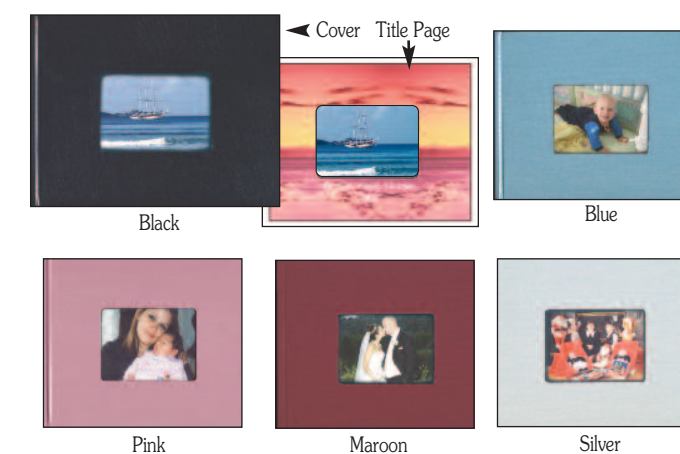 Cover
Title Page
Black
Blue
Pink
Maroon
Silver